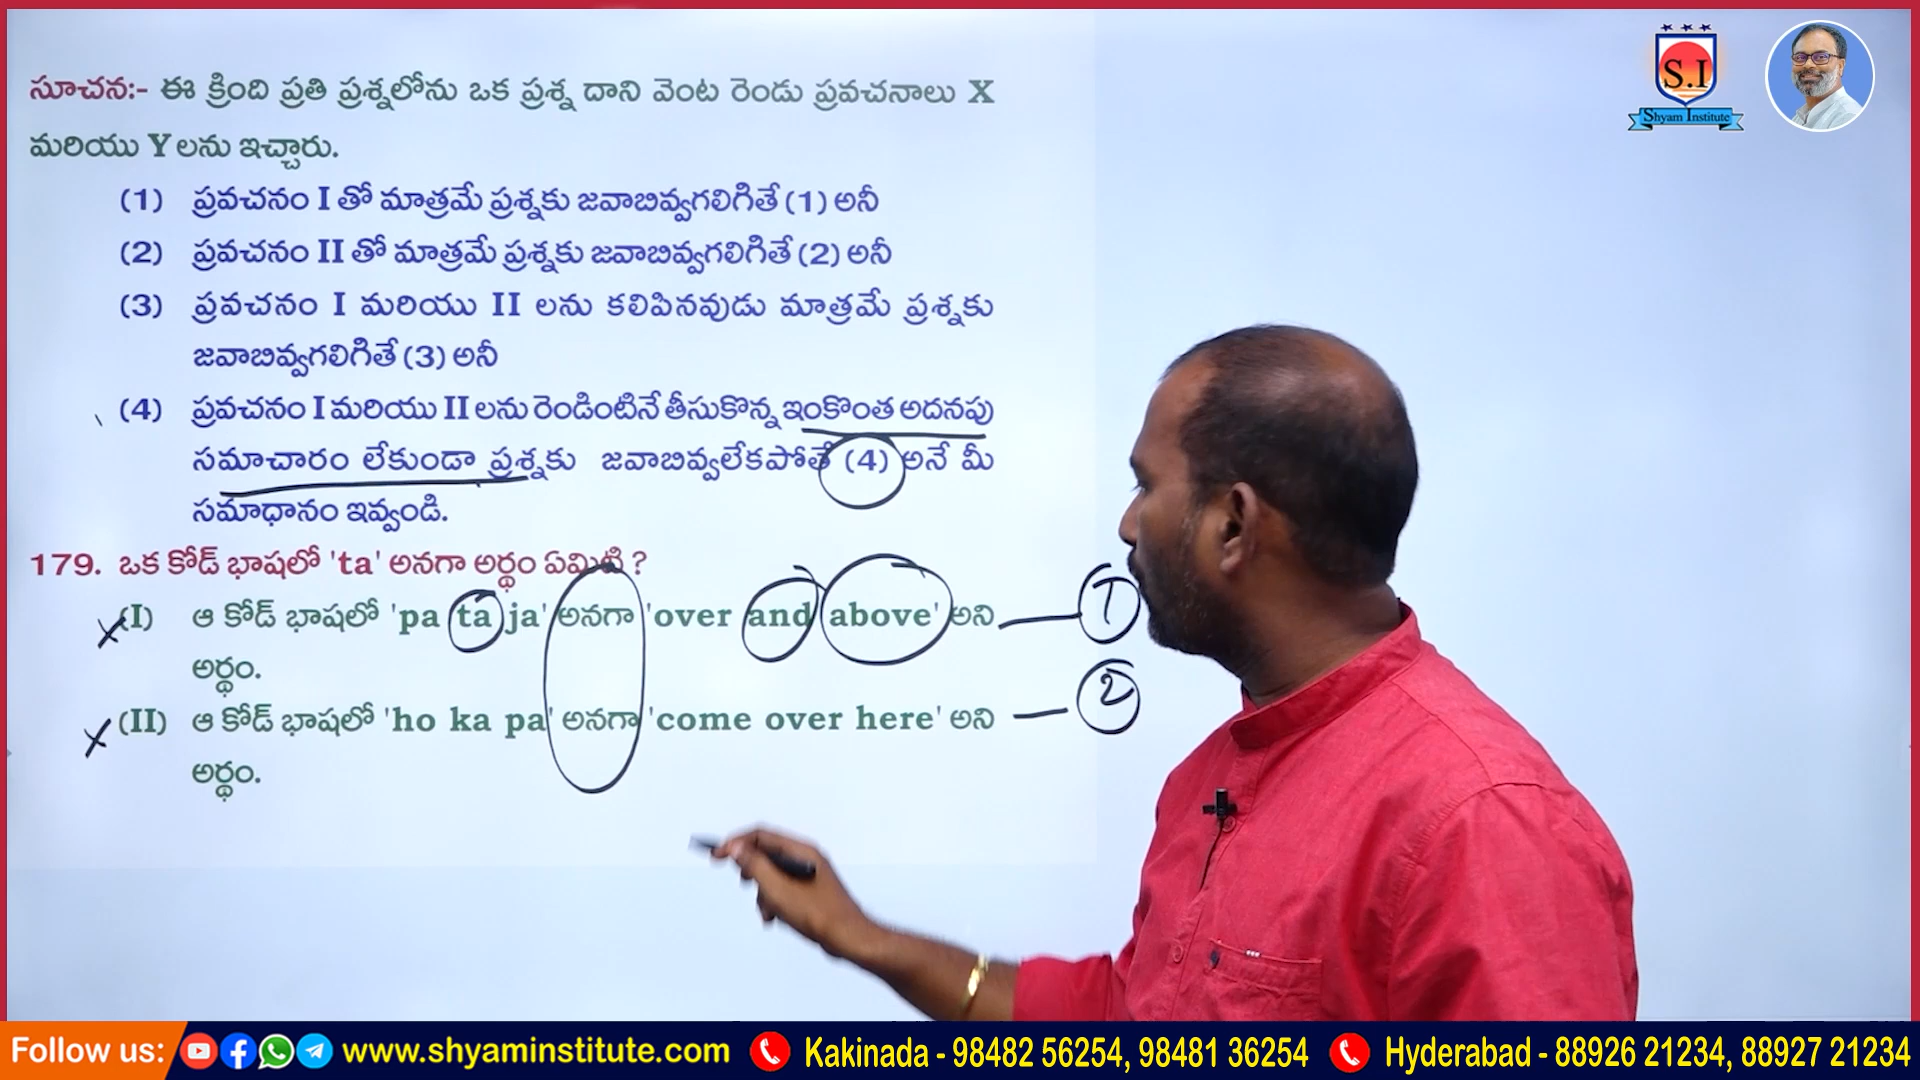 సూచన:- ఈ క్రింది ప్రతి ప్రశ్నలోను ఒక ప్రశ్న దాని వెంట రెండు ప్రవచనాలు X
మరియు Y లను ఇచ్చారు.
(1) ప్రవచనం I తో మాత్రమే ప్రశ్నకు జవాబివ్వగలిగితే (1) అనీ
(2) ప్రవచనం II తో మాత్రమే ప్రశ్నకు జవాబివ్వగలిగితే (2) అనీ
(3) ప్రవచనం I మరియు II లను కలిపినవుడు మాత్రమే ప్రశ్నకు
జవాబివ్వగలిగితే (3) అనీ
(4) ప్రవచనం I మరియు II లను రెండింటినే తీసుకొన్న ఇంకొంత అదనపు
సమాచారం లేకుండా ప్రశ్నకు జవాబివ్వలేకపోతే (4) అనే మీ
సమాధానం ఇవ్వండి.
179. ఒక కోడ్ భాషలో 'ta' అనగా అర్థం ఏమిటి ?
(I) ఆ కోడ్ భాషలో 'pa ta ja' అనగా 'over and above' అని 1
అర్థం.
(II) ఆ కోడ్ భాషలో 'ho ka pa' అనగా 'come over here' అని 2
అర్థం.
S.I
Shyam Institute
Follow us: www.shyaminstitute.com Kakinada - 98482 56254, 98481 36254 Hyderabad - 88926 21234, 88927 21234